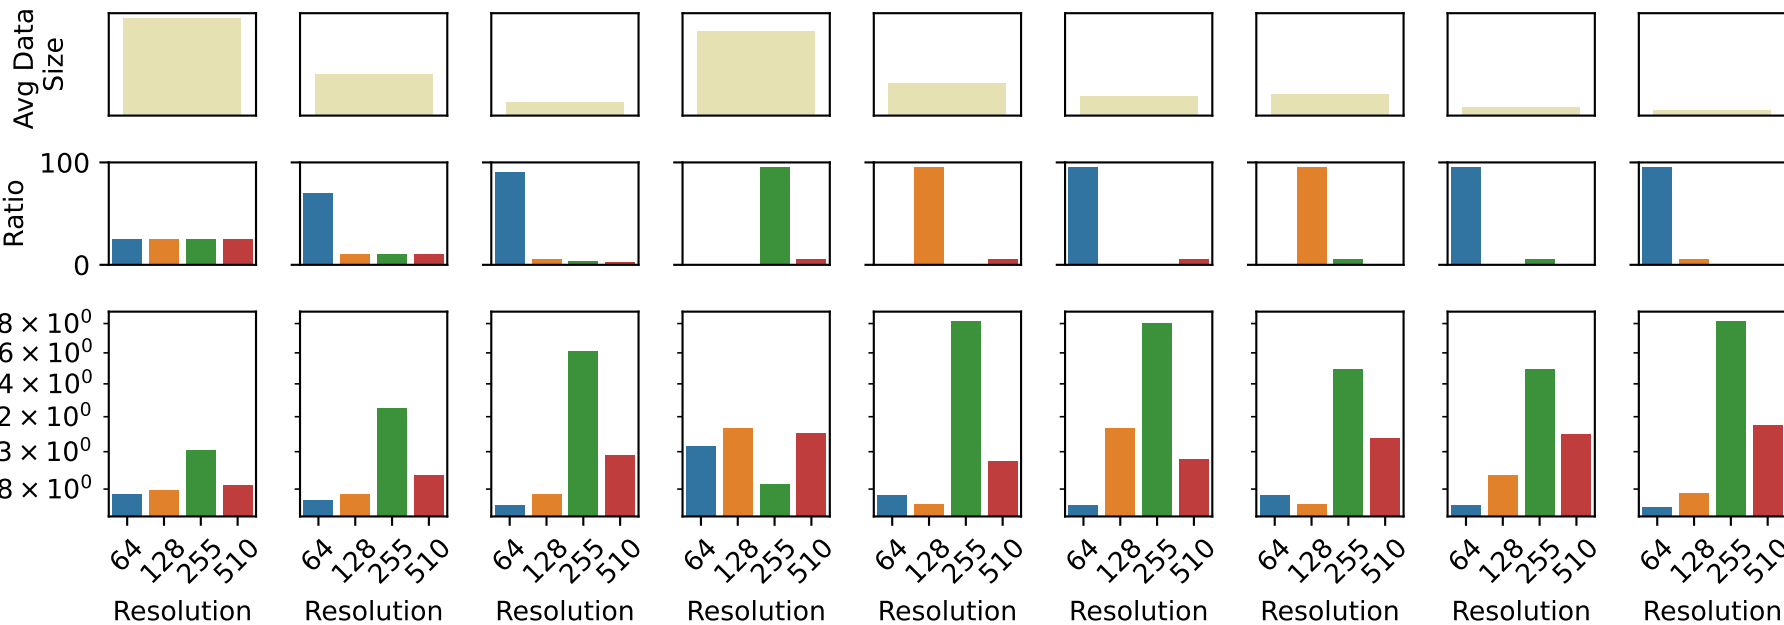 Avg Data
Size
Ratio
100
0
8 × 10⁰
6 × 10⁰
4 × 10⁰
2 × 10⁰
3 × 10⁰
8 × 10⁰
64 128 255 510 64 128 255 510 64 128 255 510 64 128 255 510 64 128 255 510 64 128 255 510 64 128 255 510 64 128 255 510 64 128 255 510
Resolution Resolution Resolution Resolution Resolution Resolution Resolution Resolution Resolution